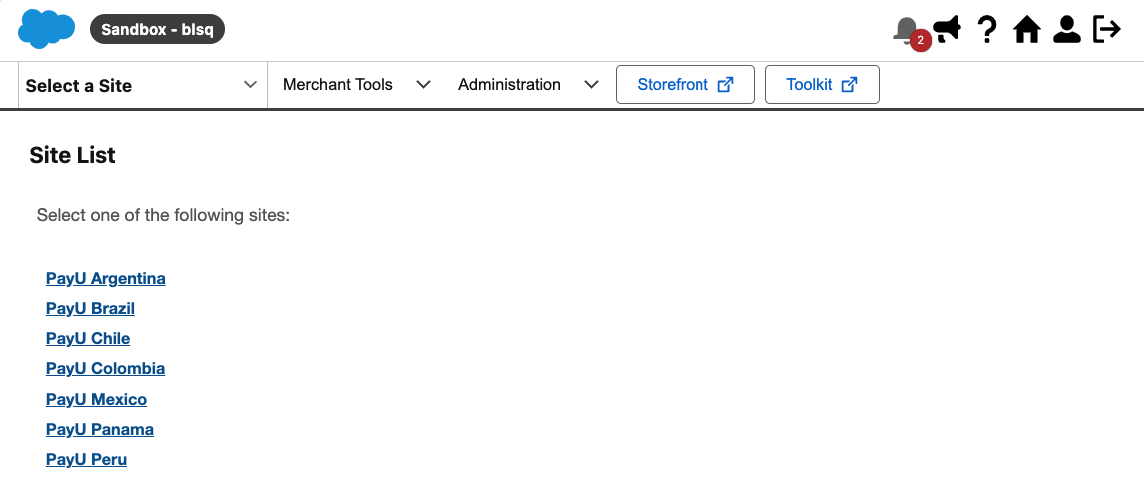 Sandbox - blsq
2
Select a Site
Merchant Tools
Administration
Storefront
Toolkit
Site List
Select one of the following sites:
PayU Argentina
PayU Brazil
PayU Chile
PayU Colombia
PayU Mexico
PayU Panama
PayU Peru